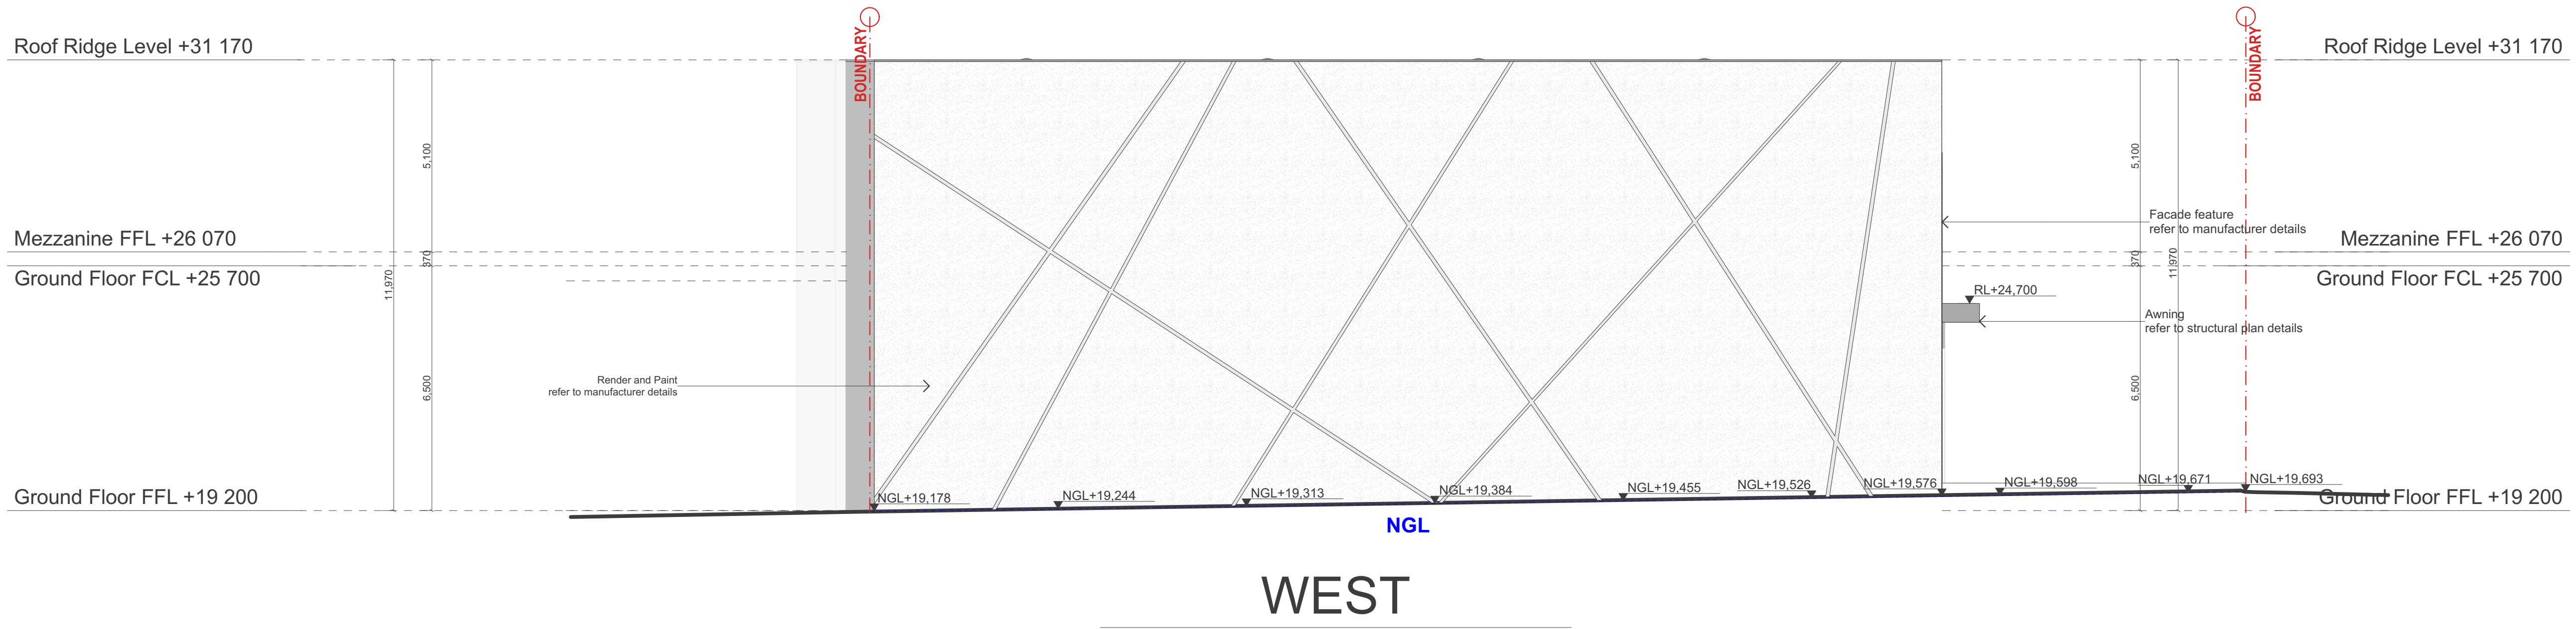 BOUNDARY
BOUNDARY
Roof Ridge Level +31 170
Roof Ridge Level +31 170
5,100
5,100
Facade feature
refer to manufacturer details
Mezzanine FFL +26 070
Mezzanine FFL +26 070
370
370
11,970
11,970
Ground Floor FCL +25 700
Ground Floor FCL +25 700
RL+24,700
Awning
refer to structural plan details
Render and Paint
refer to manufacturer details
6,500
6,500
Ground Floor FFL +19 200
NGL+19,178
NGL+19,244
NGL+19,313
NGL+19,384
NGL+19,455
NGL+19,526
NGL+19,576
NGL+19,598
NGL+19,671
NGL+19,693
Ground Floor FFL +19 200
NGL
WEST